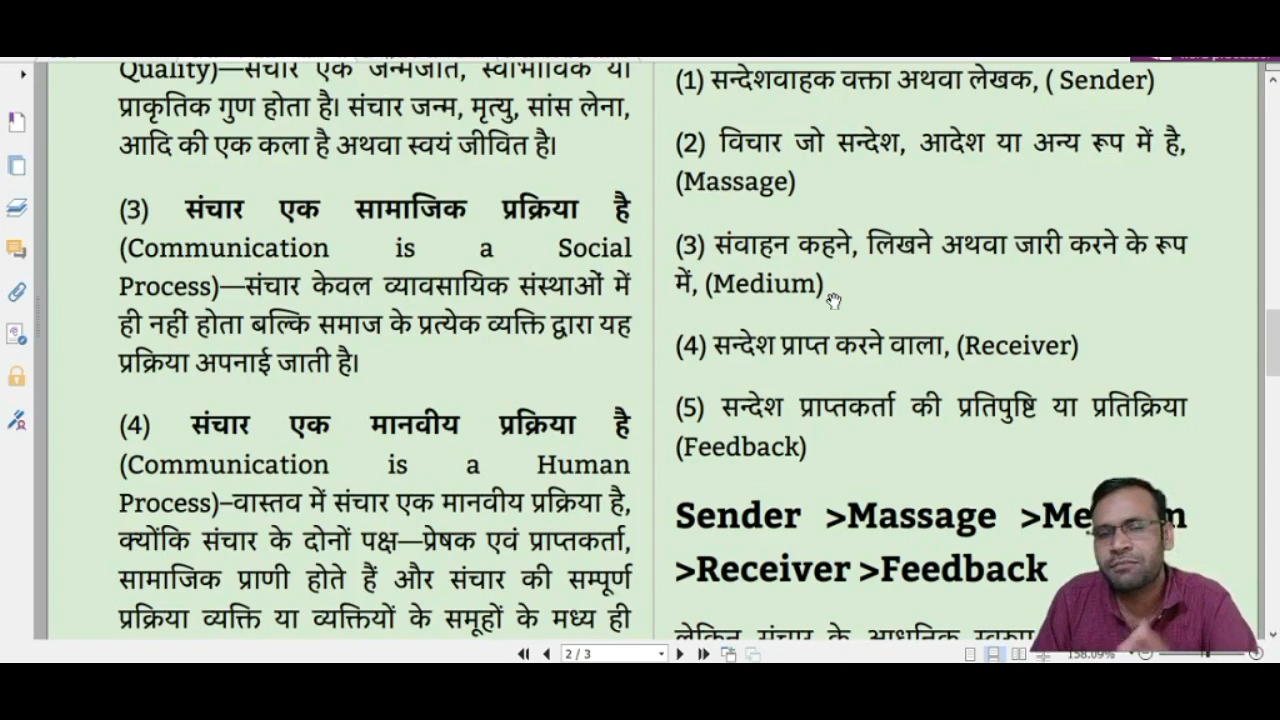 Quality)—संचार एक जन्मजात, स्वाभाविक या
प्राकृतिक गुण होता है। संचार जन्म, मृत्यु, सांस लेना,
आदि की एक कला है अथवा स्वयं जीवित है।
(3) संचार एक सामाजिक प्रक्रिया है
(Communication is a Social
Process)—संचार केवल व्यावसायिक संस्थाओं में
ही नहीं होता बल्कि समाज के प्रत्येक व्यक्ति द्वारा यह
प्रक्रिया अपनाई जाती है।
(4) संचार एक मानवीय प्रक्रिया है
(Communication is a Human
Process)–वास्तव में संचार एक मानवीय प्रक्रिया है,
क्योंकि संचार के दोनों पक्ष—प्रेषक एवं प्राप्तकर्ता,
सामाजिक प्राणी होते हैं और संचार की सम्पूर्ण
प्रक्रिया व्यक्ति या व्यक्तियों के समूहों के मध्य ही
(1) सन्देशवाहक वक्ता अथवा लेखक, ( Sender)
(2) विचार जो सन्देश, आदेश या अन्य रूप में है,
(Massage)
(3) संवाहन कहने, लिखने अथवा जारी करने के रूप
में, (Medium)
(4) सन्देश प्राप्त करने वाला, (Receiver)
(5) सन्देश प्राप्तकर्ता की प्रतिपुष्टि या प्रतिक्रिया
(Feedback)
Sender >Massage >Me m
>Receiver >Feedback
लेकिन संचार के आधुनिक स्वरूप
2 / 3
158.09%